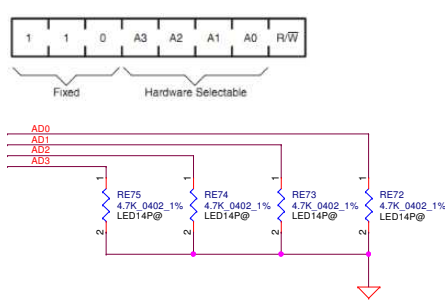 1 1 0 A3 A2 A1 A0 R/W̅
Fixed Hardware Selectable
AD0
AD1
AD2
AD3
1 1 1 1
RE75 RE74 RE73 RE72
4.7K_0402_1% 4.7K_0402_1% 4.7K_0402_1% 4.7K_0402_1%
LED14P@ LED14P@ LED14P@ LED14P@
2 2 2 2